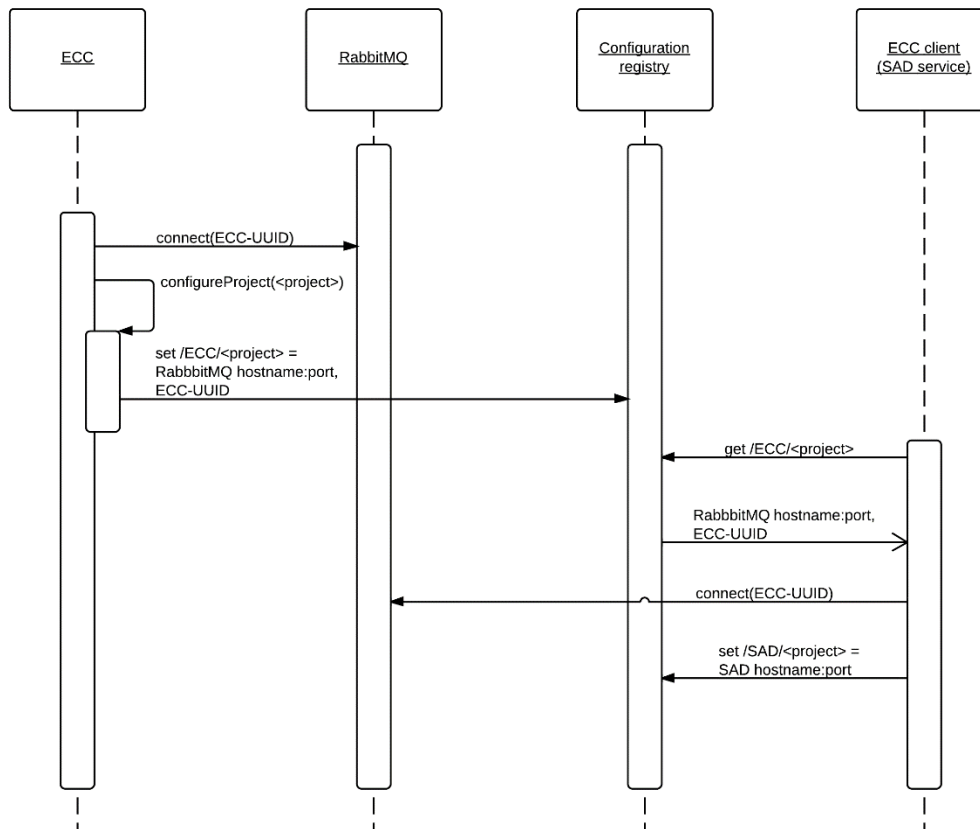 ECC
RabbitMQ
Configuration
registry
ECC client
(SAD service)
connect(ECC-UUID)
configureProject(<project>)
set /ECC/<project> =
RabbbitMQ hostname:port,
ECC-UUID
get /ECC/<project>
RabbbitMQ hostname:port,
ECC-UUID
connect(ECC-UUID)
set /SAD/<project> =
SAD hostname:port